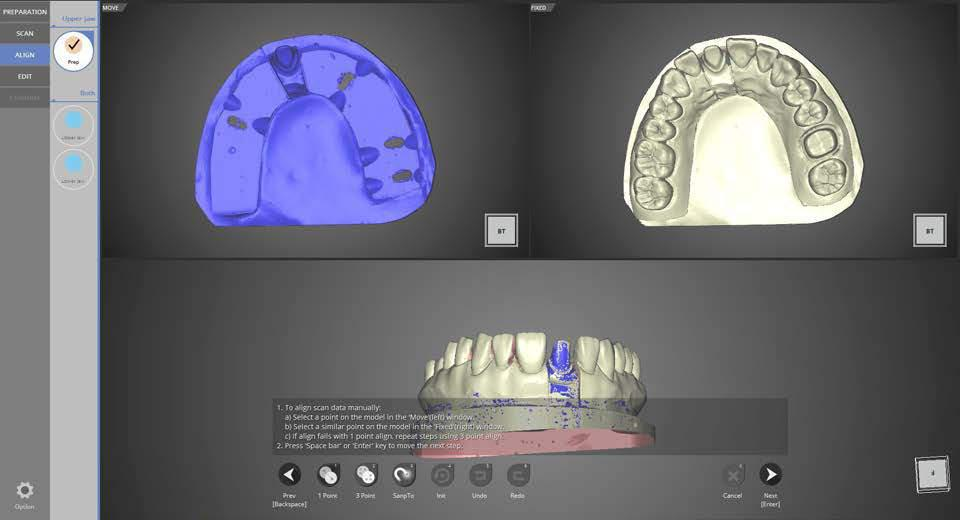 PREPARATION
SCAN
ALIGN
EDIT
Upper jaw
Prep
Both
Lower jaw
Lower jaw
Option
MOVE
BT
FIXED
BT
1. To align scan data manually:
a) Select a point on the model in the 'Move'(left) window.
b) Select a similar point on the model in the 'Fixed'(right) window.
c) If align fails with 1 point align, repeat steps using 3 point align.
2. Press 'Space bar' or 'Enter' key to move the next step.
Prev
[Backspace]
1 Point
3 Point
SanpTo
Init
Undo
Redo
Cancel
Next
[Enter]